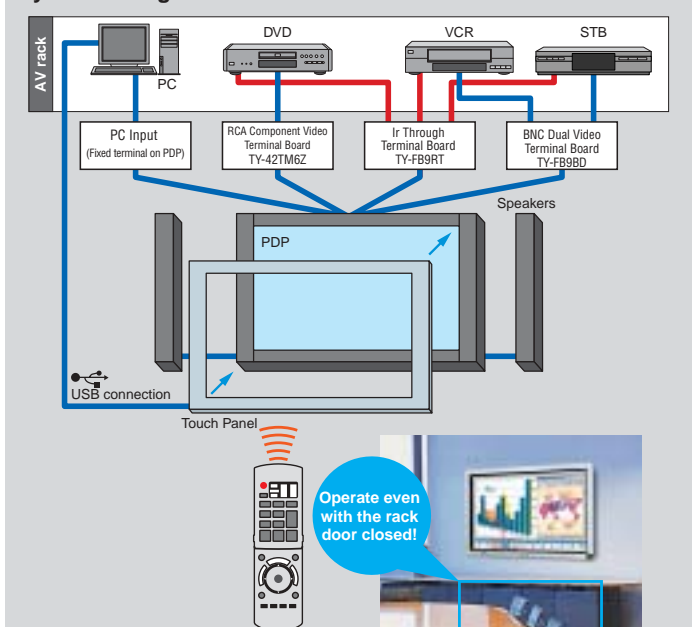 AV rack
PC
DVD
VCR
STB
PC Input
(Fixed terminal on PDP)
RCA Component Video
Terminal Board
TY-42TM6Z
Ir Through
Terminal Board
TY-FB9RT
BNC Dual Video
Terminal Board
TY-FB9BD
Speakers
PDP
USB connection
Touch Panel
Operate even
with the rack
door closed!